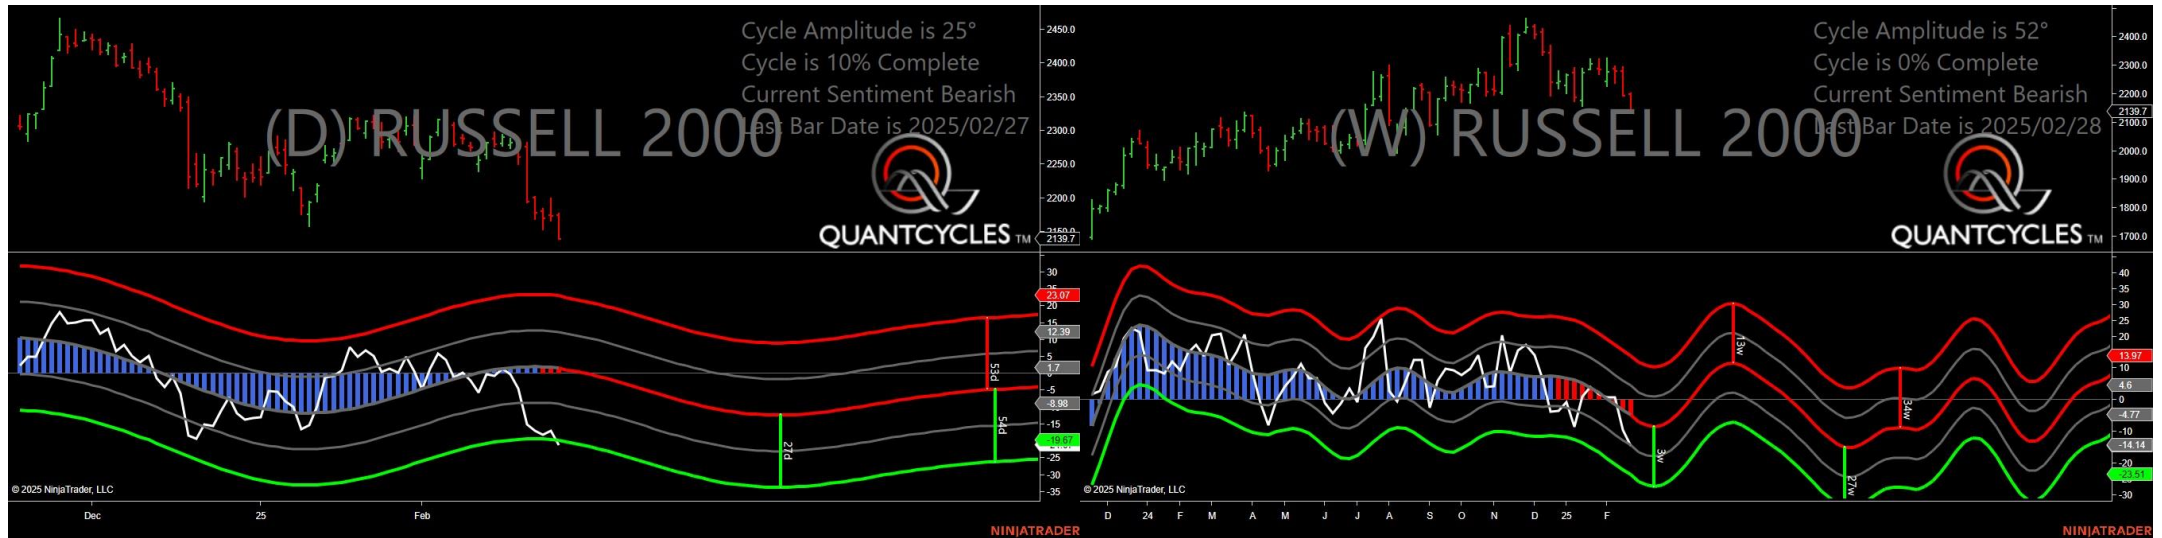 Cycle Amplitude is 25°
Cycle is 10% Complete
Current Sentiment Bearish
Last Bar Date is 2025/02/27
(D) RUSSELL 2000
QUANTCYCLES TM
2450.0
2400.0
2350.0
2300.0
2250.0
2200.0
2139.7
30
23.07
20
15
12.39
10
5
1.7
-5
-8.98
-15
-19.67
-25
-30
-35
53d
54d
27d
© 2025 NinjaTrader, LLC
Dec
25
Feb
NINJATRADER
Cycle Amplitude is 52°
Cycle is 0% Complete
Current Sentiment Bearish
Last Bar Date is 2025/02/28
(W) RUSSELL 2000
QUANTCYCLES TM
2400.0
2300.0
2200.0
2139.7
2100.0
2000.0
1900.0
1800.0
1700.0
40
35
30
25
20
13.97
10
4.6
0
-4.77
-10
-14.14
-20
-23.51
-30
13w
34w
3w
27w
© 2025 NinjaTrader, LLC
D
24
F
M
A
M
J
J
A
S
O
N
D
25
F
NINJATRADER